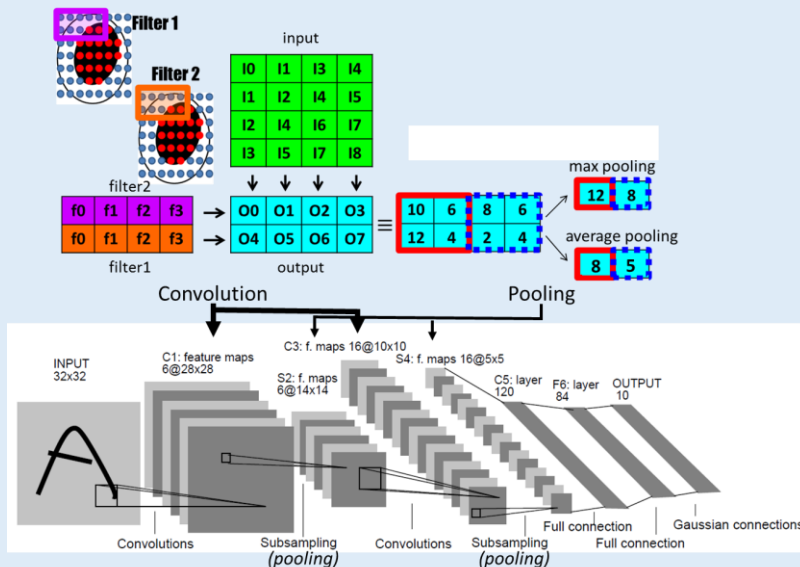 Filter 1
Filter 2
input
I0 I1 I3 I4
I1 I2 I4 I5
I2 I4 I6 I7
I3 I5 I7 I8
filter2
f0 f1 f2 f3
f0 f1 f2 f3
filter1
O0 O1 O2 O3
O4 O5 O6 O7
output
≡
10 6 8 6
12 4 2 4
max pooling
12 8
average pooling
8 5
Convolution
Pooling
INPUT
32x32
C1: feature maps
6@28x28
S2: f. maps
6@14x14
C3: f. maps 16@10x10
S4: f. maps 16@5x5
C5: layer
120
F6: layer
84
OUTPUT
10
Convolutions
Subsampling
(pooling)
Convolutions
Subsampling
(pooling)
Full connection
Full connection
Gaussian connections